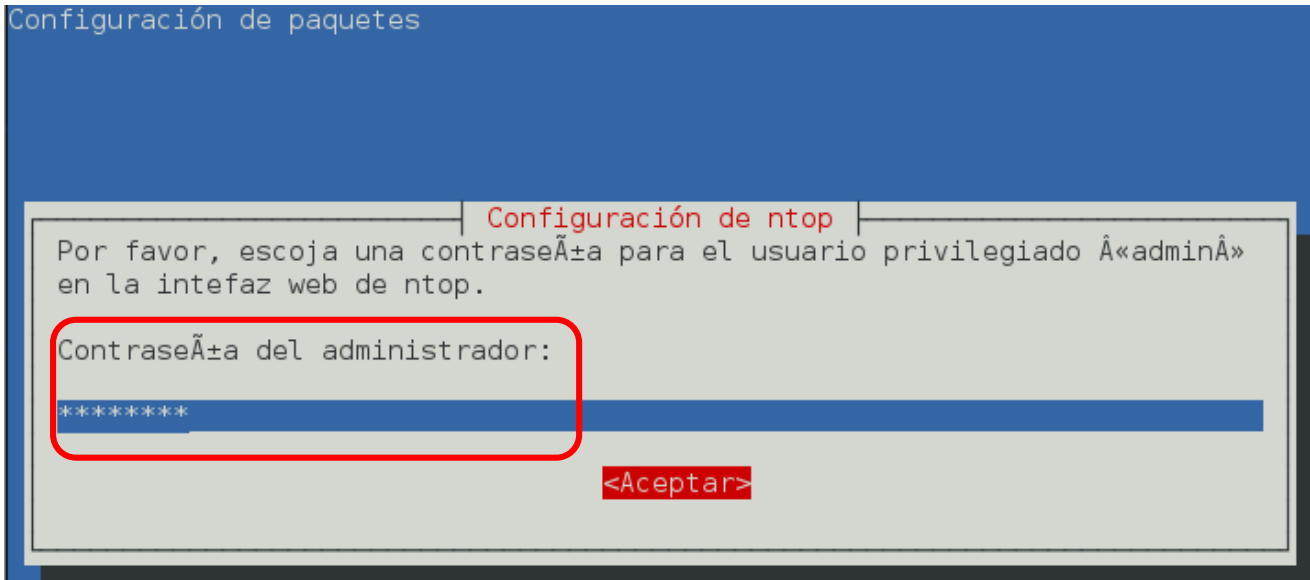 Configuración de paquetes
Configuración de ntop
Por favor, escoja una contraseÃ±a para el usuario privilegiado Â«adminÂ»
en la intefaz web de ntop.
ContraseÃ±a del administrador:
********
<Aceptar>